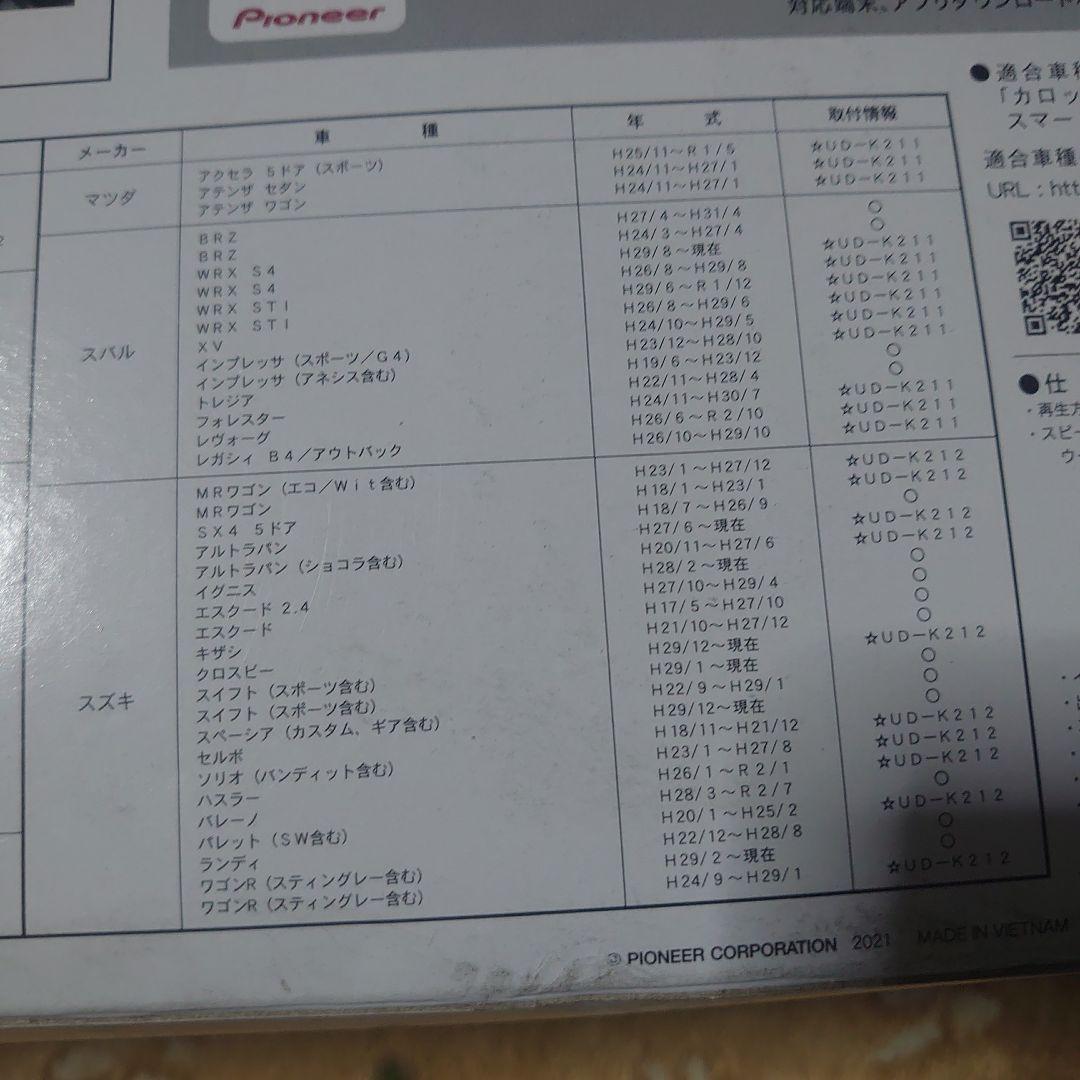 Pioneer
対応端末、アプリダウンロード
メーカー 車 種 年 式 取付情報
マツダ
アクセラ 5ドア (スポーツ) H25/11~R1/5 ☆UD-K211
アテンザ セダン H24/11~H27/1 ☆UD-K211
アテンザ ワゴン H24/11~H27/1 ☆UD-K211
スバル
BRZ H27/4~H31/4 ○
BRZ H24/3~H27/4 ○
WRX S4 H29/8~現在 ☆UD-K211
WRX S4 H26/8~H29/8 ☆UD-K211
WRX STI H29/6~R1/12 ☆UD-K211
WRX STI H26/8~H29/6 ☆UD-K211
XV H24/10~H29/5 ☆UD-K211
インプレッサ (スポーツ/G4) H23/12~H28/10 ☆UD-K211
インプレッサ (アネシス含む) H19/6~H23/12 ○
トレジア H22/11~H28/4 ○
フォレスター H24/11~H30/7 ☆UD-K211
レヴォーグ H26/6~R2/10 ☆UD-K211
レガシィ B4/アウトバック H26/10~H29/10 ☆UD-K211
スズキ
MRワゴン (エコ/Wit含む) H23/1~H27/12 ☆UD-K212
MRワゴン H18/1~H23/1 ☆UD-K212
SX4 5ドア H18/7~H26/9 ○
アルトラパン H27/6~現在 ☆UD-K212
アルトラパン (ショコラ含む) H20/11~H27/6 ☆UD-K212
イグニス H28/2~現在 ○
エスクード 2.4 H27/10~H29/4 ○
エスクード H17/5~H27/10 ○
キザシ H21/10~H27/12 ○
クロスビー H29/12~現在 ☆UD-K212
スイフト (スポーツ含む) H29/1~現在 ○
スイフト (スポーツ含む) H22/9~H29/1 ○
スペーシア (カスタム、ギア含む) H29/12~現在 ○
セルボ H18/11~H21/12 ☆UD-K212
ソリオ (バンディット含む) H23/1~H27/8 ☆UD-K212
ハスラー H26/1~R2/1 ☆UD-K212
バレーノ H28/3~R2/7 ○
パレット (SW含む) H20/1~H25/2 ☆UD-K212
ランディ H22/12~H28/8 ○
ワゴンR (スティングレー含む) H29/2~現在 ○
ワゴンR (スティングレー含む) H24/9~H29/1 ☆UD-K212
●適合車種
「カロッ
スマー
適合車種
URL:htt
●仕
・再生方
・スピー
ウー
© PIONEER CORPORATION 2021 MADE IN VIETNAM